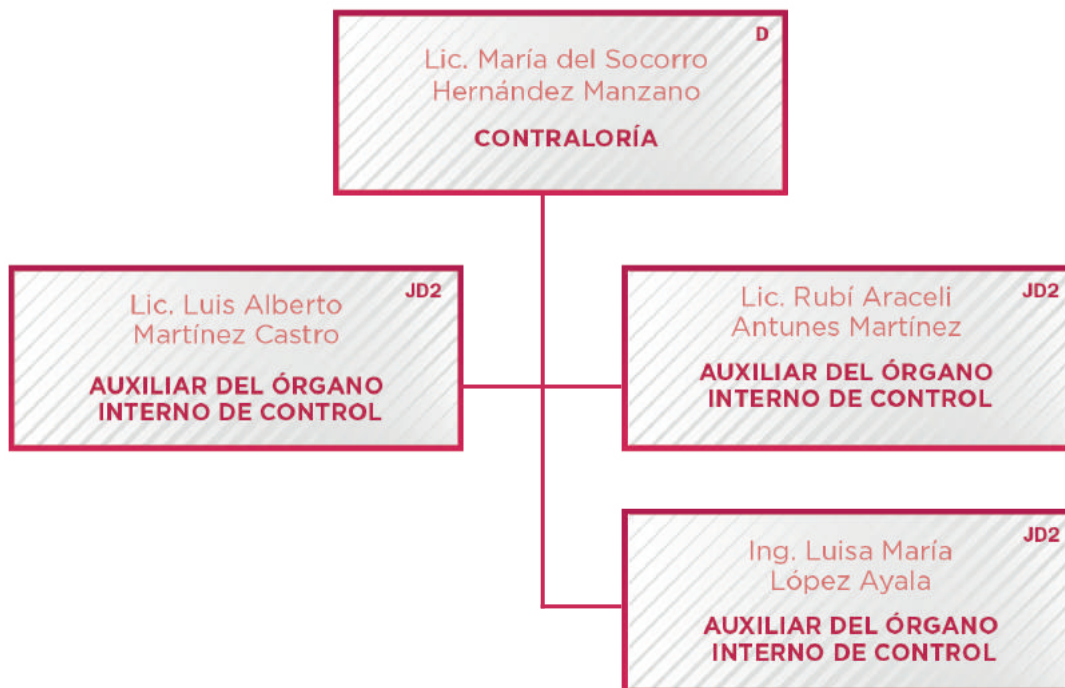 D
Lic. María del Socorro
Hernández Manzano
CONTRALORÍA
JD2
Lic. Luis Alberto
Martínez Castro
AUXILIAR DEL ÓRGANO
INTERNO DE CONTROL
JD2
Lic. Rubí Araceli
Antunes Martínez
AUXILIAR DEL ÓRGANO
INTERNO DE CONTROL
JD2
Ing. Luisa María
López Ayala
AUXILIAR DEL ÓRGANO
INTERNO DE CONTROL